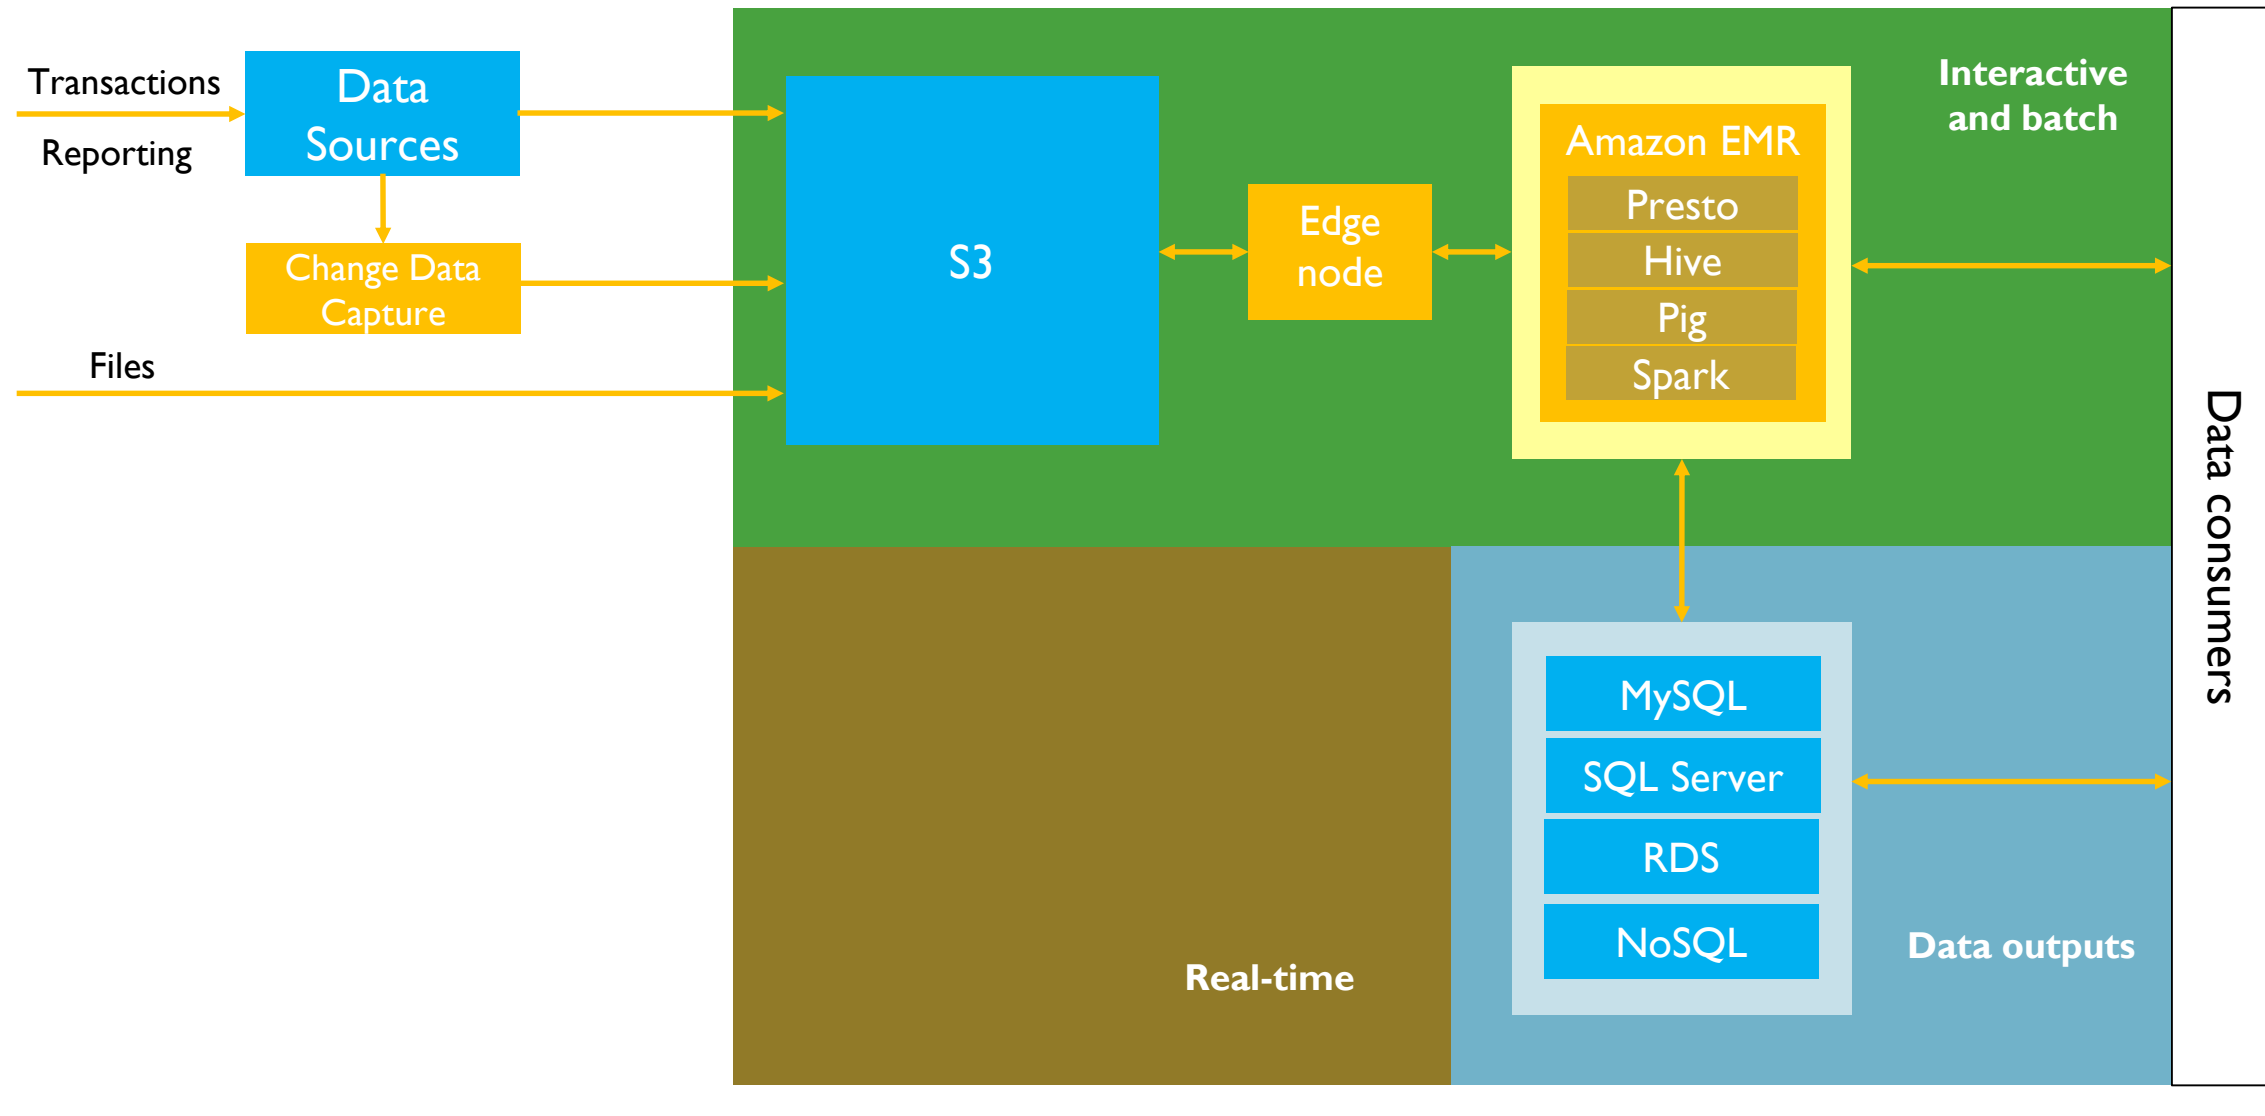 Transactions
Reporting
Data
Sources
Change Data
Capture
Files
S3
Edge
node
Amazon EMR
Presto
Hive
Pig
Spark
Interactive
and batch
Real-time
MySQL
SQL Server
RDS
NoSQL
Data outputs
Data consumers